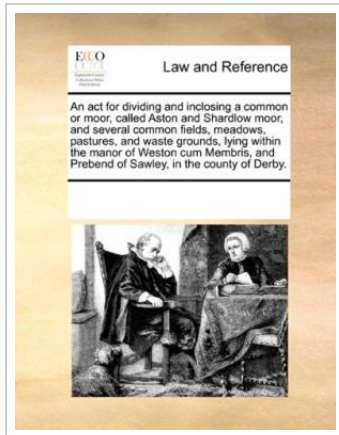 ECCO
Law and Reference
An act for dividing and inclosing a common
or moor, called Aston and Shardlow moor,
and several common fields, meadows,
pastures, and waste grounds, lying within
the manor of Weston cum Membris, and
Prebend of Sawley, in the county of Derby.